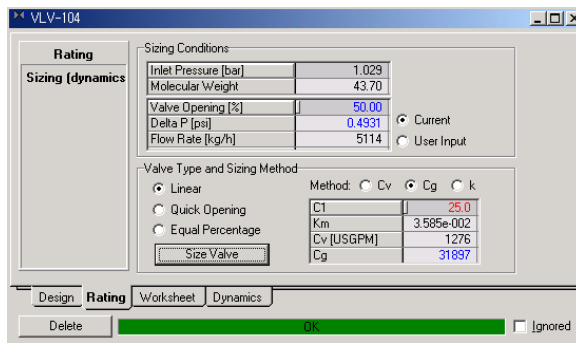 VLV-104
Rating
Sizing (dynamics
Sizing Conditions
Inlet Pressure [bar] 1.029
Molecular Weight 43.70
Valve Opening [%] 50.00
Delta P [psi] 0.4931
Flow Rate [kg/h] 5114
Current
User Input
Valve Type and Sizing Method
Linear
Quick Opening
Equal Percentage
Size Valve
Method: Cv Cg k
C1 25.0
Km 3.585e-002
Cv [USGPM] 1276
Cg 31897
Design Rating Worksheet Dynamics
Delete OK Ignored